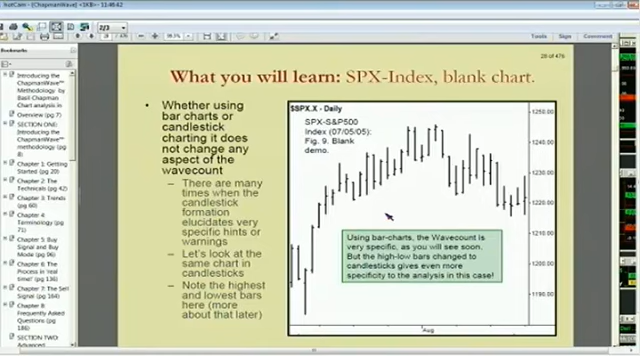 hotCam - [ChapmanWave] <3KB> - 11:48:42
2/3
28
Tools
Sign
Comment
Bookmarks
28 of 476
Introducing the
ChapmanWave
Methodology by
Basil Chapman
Chart analysis in
Overview (pg 7)
SECTION ONE:
Introducing the
ChapmanWave
methodology (pg
8)
Chapter 1: Getting
Started (pg 20)
Chapter 2: The
Technicals (pg 42)
Chapter 3: Trends
(pg 60)
Chapter 4:
Terminology (pg
71)
Chapter 5: Buy
Signal and Buy
Mode (pg 96)
Chapter 6: The
Process in 'real
time' (pg 136)
Chapter 7: The Sell
Signal (pg 164)
Chapter 8:
Frequently Asked
Questions (pg
186)
SECTION TWO:
What you will learn: SPX-Index, blank chart.
• Whether using
bar charts or
candlestick
charting it does
not change any
aspect of the
wavecount
– There are many
times when the
candlestick
formation
elucidates very
specific hints or
warnings
– Let's look at the
same chart in
candlesticks
– Note the highest
and lowest bars
here (more
about that later)
$SPX.X - Daily
SPX-S&P500
Index (07/05/05):
Fig. 9. Blank
demo.
1250.00
1240.00
1230.00
1220.00
1210.00
1200.00
1190.00
Using bar-charts, the Wavecount is
very specific, as you will see soon.
But the high-low bars changed to
candlesticks gives even more
specificity to the analysis in this case!
Aug